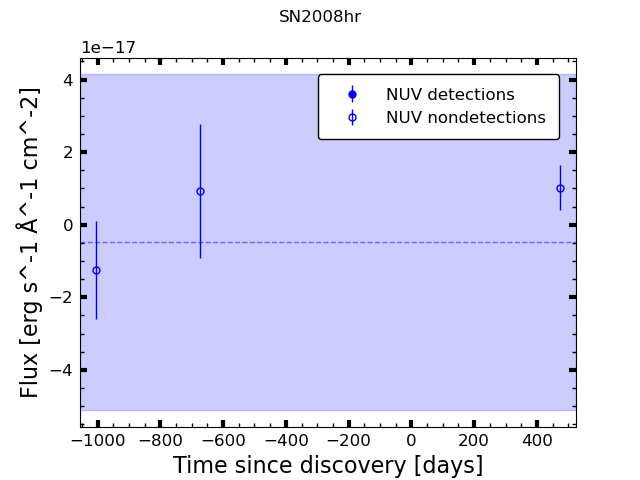 SN2008hr
1e−17
NUV detections
NUV nondetections
4
2
0
−2
−4
Flux [erg s^-1 Å^-1 cm^-2]
−1000 −800 −600 −400 −200 0 200 400
Time since discovery [days]